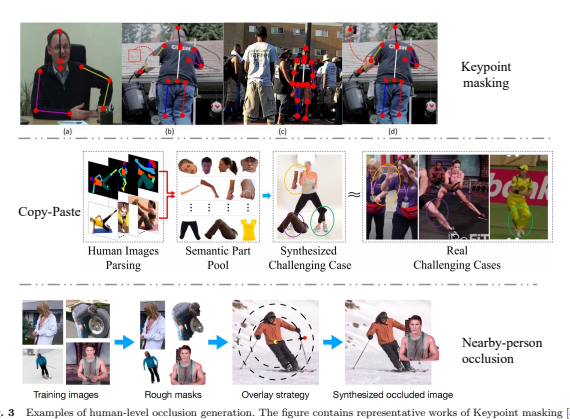 Keypoint
masking
(a) (b) (c) (d)
Copy-Paste
Human Images
Parsing
Semantic Part
Pool
Synthesized
Challenging Case
≈
Real
Challenging Cases
Nearby-person
occlusion
Training images
Rough masks
Overlay strategy
Synthesized occluded image
g. 3 Examples of human-level occlusion generation. The figure contains representative works of Keypoint masking [